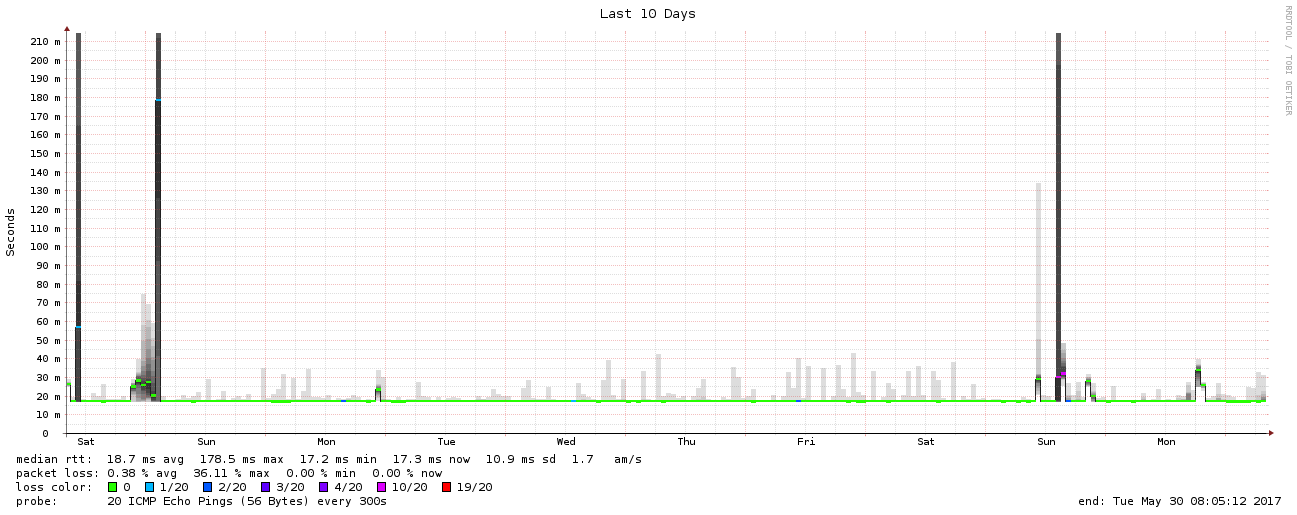 Last 10 Days
RRDTOOL / TOBI OETIKER
Seconds
210 m
200 m
190 m
180 m
170 m
160 m
150 m
140 m
130 m
120 m
110 m
100 m
90 m
80 m
70 m
60 m
50 m
40 m
30 m
20 m
10 m
0
Sat Sun Mon Tue Wed Thu Fri Sat Sun Mon
median rtt: 18.7 ms avg 178.5 ms max 17.2 ms min 17.3 ms now 10.9 ms sd 1.7 am/s
packet loss: 0.38 % avg 36.11 % max 0.00 % min 0.00 % now
loss color: 0 1/20 2/20 3/20 4/20 10/20 19/20
probe: 20 ICMP Echo Pings (56 Bytes) every 300s end: Tue May 30 08:05:12 2017